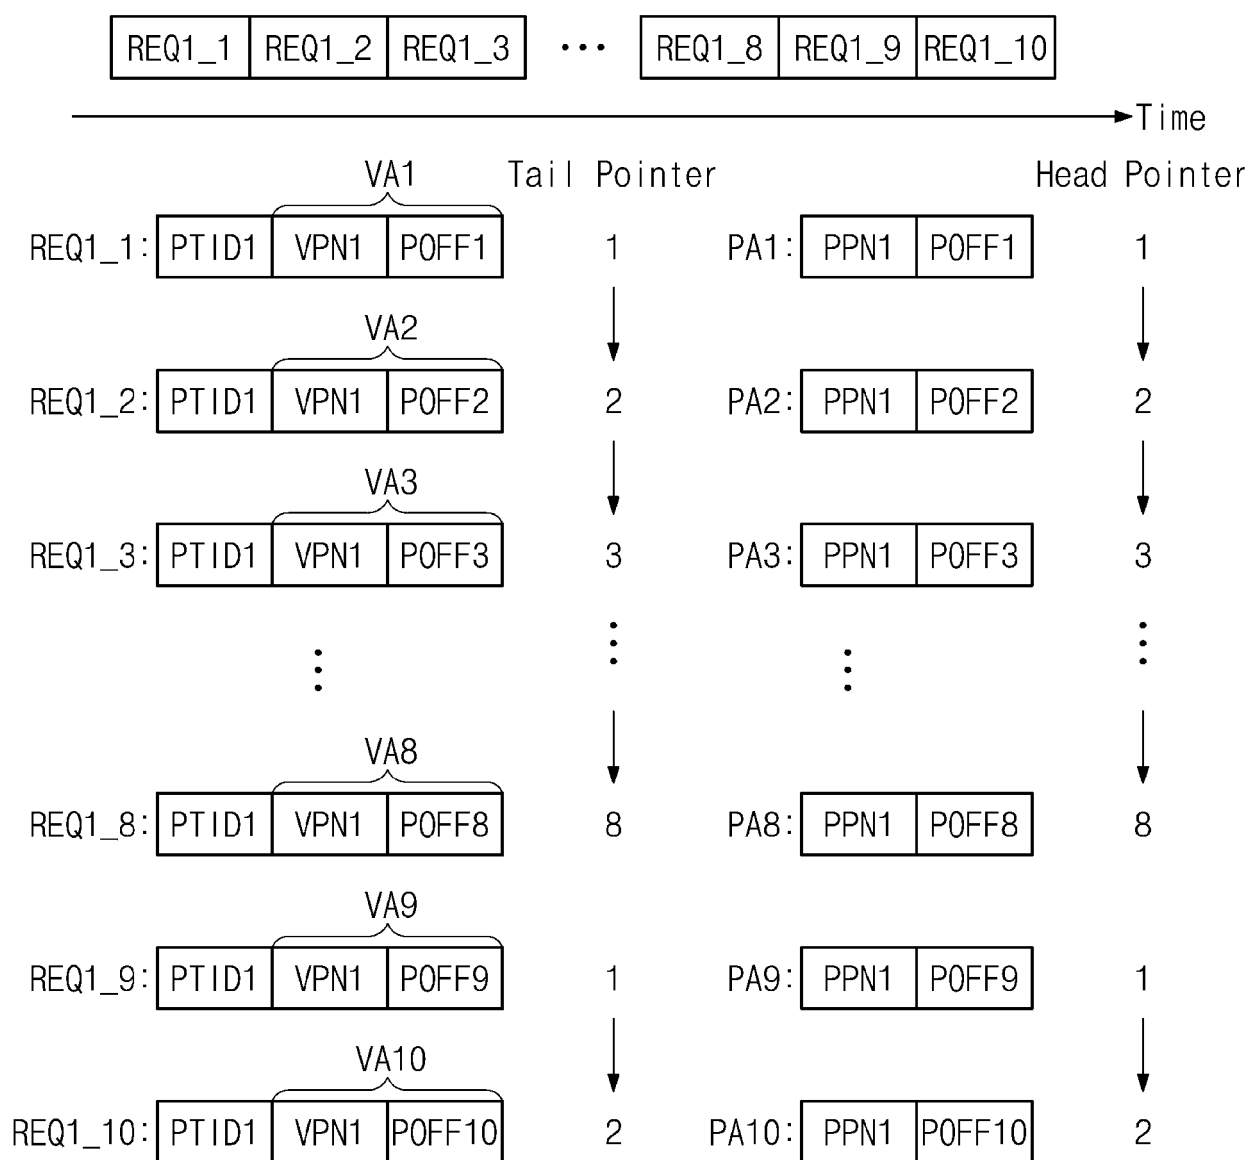 REQ1_1 REQ1_2 REQ1_3 ... REQ1_8 REQ1_9 REQ1_10
Time
VA1 Tail Pointer Head Pointer
REQ1_1: PTID1 VPN1 POFF1 1 PA1: PPN1 POFF1 1
VA2
REQ1_2: PTID1 VPN1 POFF2 2 PA2: PPN1 POFF2 2
VA3
REQ1_3: PTID1 VPN1 POFF3 3 PA3: PPN1 POFF3 3
VA8
REQ1_8: PTID1 VPN1 POFF8 8 PA8: PPN1 POFF8 8
VA9
REQ1_9: PTID1 VPN1 POFF9 1 PA9: PPN1 POFF9 1
VA10
REQ1_10: PTID1 VPN1 POFF10 2 PA10: PPN1 POFF10 2